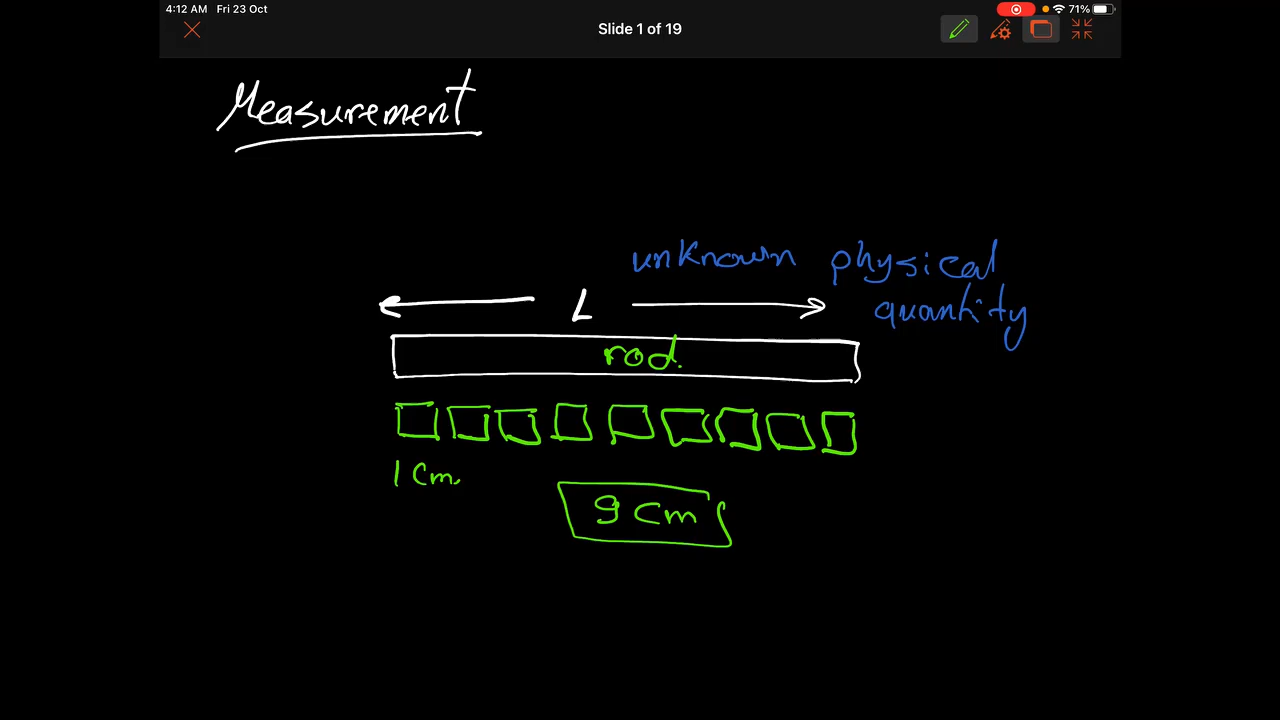 4:12 AM Fri 23 Oct
71%
Slide 1 of 19
Measurement
unknown physical
quantity
L
rod.
1 Cm.
9 Cm